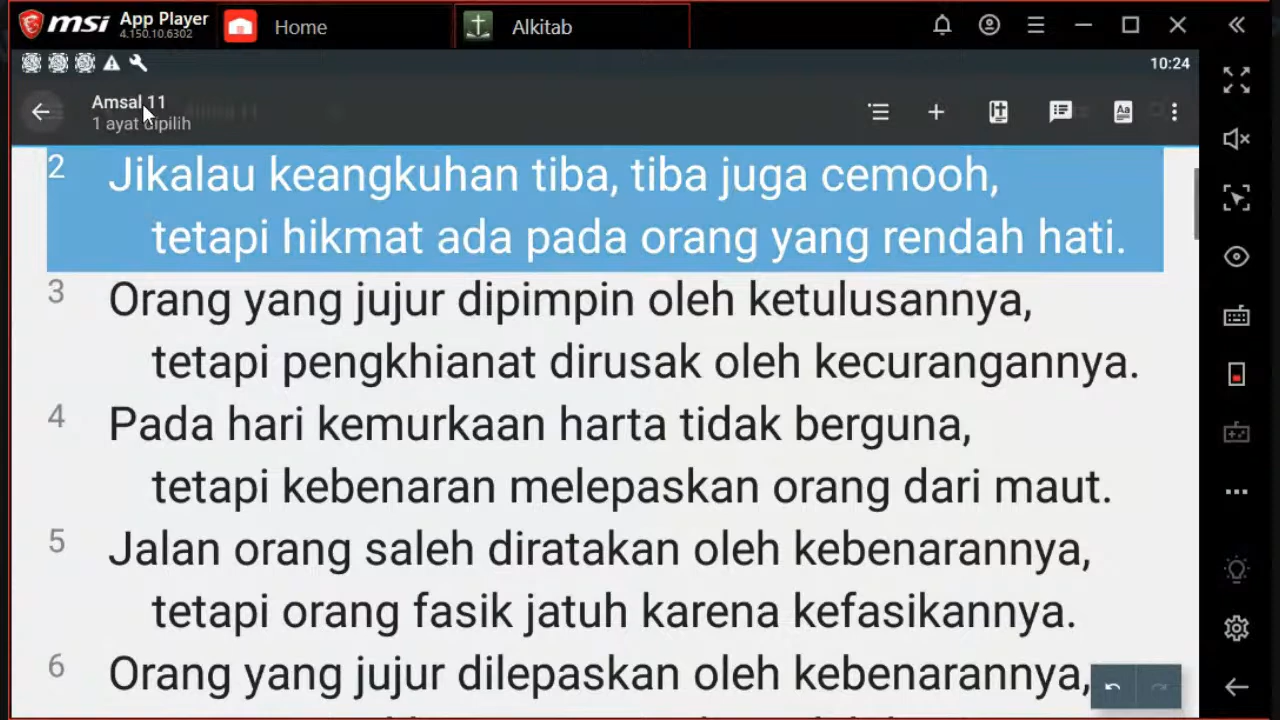 msi App Player
4.150.10.6302
Home
Alkitab
10:24
Amsal 11
1 ayat dipilih
2 Jikalau keangkuhan tiba, tiba juga cemooh,
tetapi hikmat ada pada orang yang rendah hati.
3 Orang yang jujur dipimpin oleh ketulusannya,
tetapi pengkhianat dirusak oleh kecurangannya.
4 Pada hari kemurkaan harta tidak berguna,
tetapi kebenaran melepaskan orang dari maut.
5 Jalan orang saleh diratakan oleh kebenarannya,
tetapi orang fasik jatuh karena kefasikannya.
6 Orang yang jujur dilepaskan oleh kebenarannya,